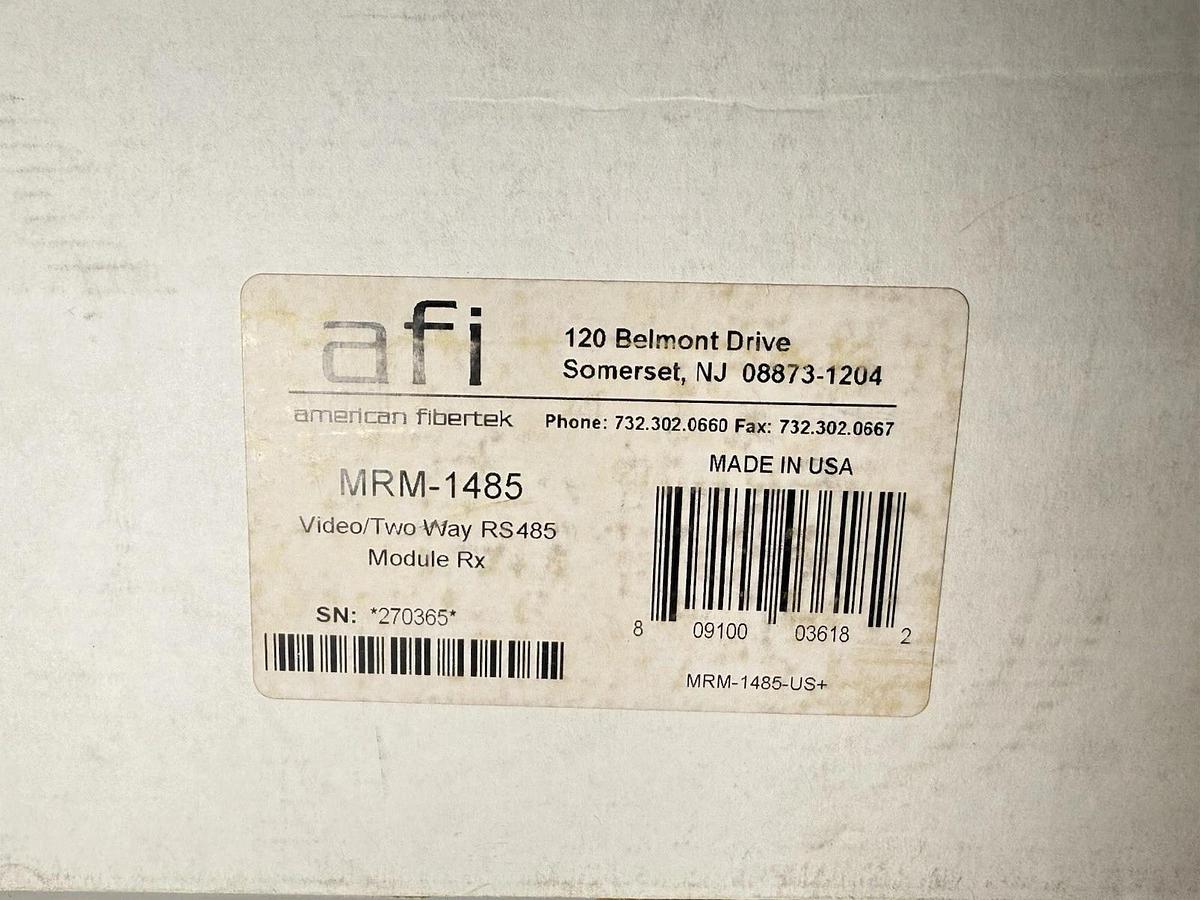 afi
american fibertek
120 Belmont Drive
Somerset, NJ 08873-1204
Phone: 732.302.0660 Fax: 732.302.0667
MADE IN USA
MRM-1485
Video/Two Way RS485
Module Rx
SN: *270365*
8 09100 03618 2
MRM-1485-US+